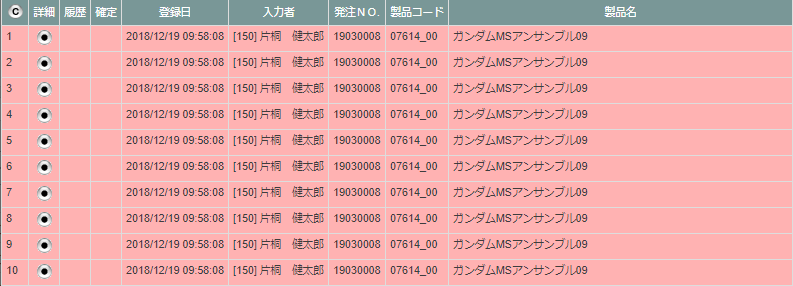 C 詳細 履歴 確定 登録日 入力者 発注ＮＯ. 製品コード 製品名
1 2018/12/19 09:58:08 [150] 片桐　健太郎 19030008 07614_00 ガンダムMSアンサンブル09
2 2018/12/19 09:58:08 [150] 片桐　健太郎 19030008 07614_00 ガンダムMSアンサンブル09
3 2018/12/19 09:58:08 [150] 片桐　健太郎 19030008 07614_00 ガンダムMSアンサンブル09
4 2018/12/19 09:58:08 [150] 片桐　健太郎 19030008 07614_00 ガンダムMSアンサンブル09
5 2018/12/19 09:58:08 [150] 片桐　健太郎 19030008 07614_00 ガンダムMSアンサンブル09
6 2018/12/19 09:58:08 [150] 片桐　健太郎 19030008 07614_00 ガンダムMSアンサンブル09
7 2018/12/19 09:58:08 [150] 片桐　健太郎 19030008 07614_00 ガンダムMSアンサンブル09
8 2018/12/19 09:58:08 [150] 片桐　健太郎 19030008 07614_00 ガンダムMSアンサンブル09
9 2018/12/19 09:58:08 [150] 片桐　健太郎 19030008 07614_00 ガンダムMSアンサンブル09
10 2018/12/19 09:58:08 [150] 片桐　健太郎 19030008 07614_00 ガンダムMSアンサンブル09